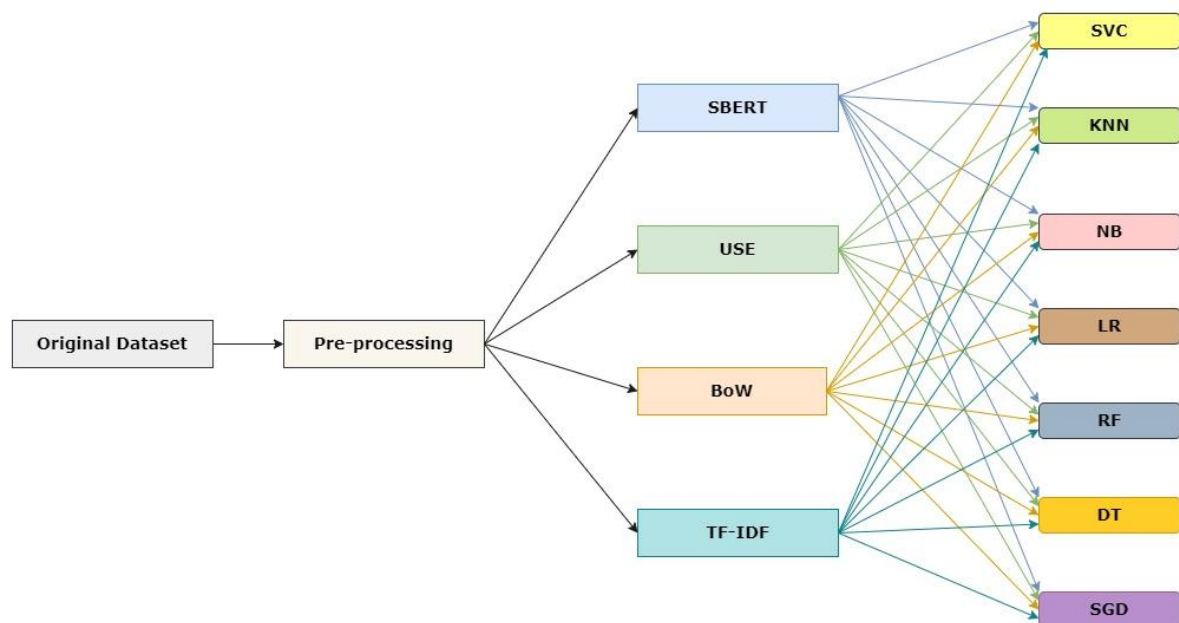 Original Dataset
Pre-processing
SBERT
USE
BoW
TF-IDF
SVC
KNN
NB
LR
RF
DT
SGD